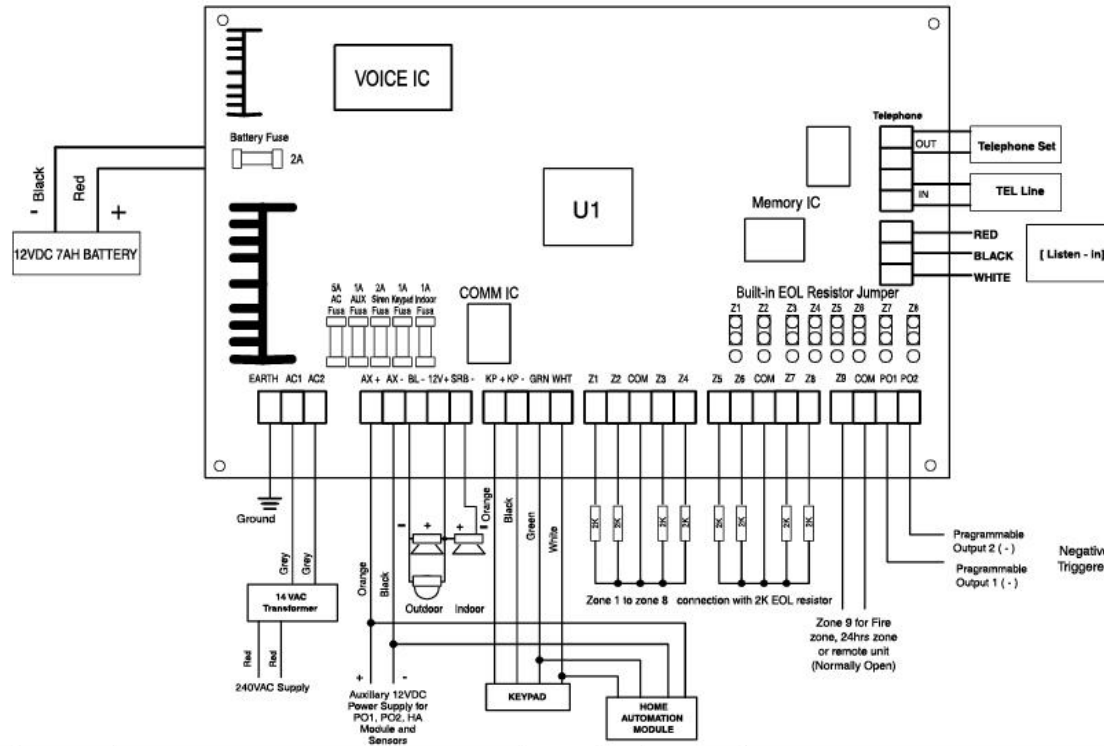 VOICE IC
Battery Fuse
2A
Black
Red
-
+
12VDC 7AH BATTERY
U1
Memory IC
COMM IC
Telephone
OUT
IN
Telephone Set
TEL Line
RED
BLACK
WHITE
[ Listen - in]
Built-in EOL Resistor Jumper
Z1 Z2 Z3 Z4 Z5 Z6 Z7 Z8
5A 1A 2A 1A 1A
AC AUX Siren Keypad Indoor
Fusa Fusa Fusa Fusa Fusa
EARTH AC1 AC2
AX + AX - BL - 12V+ SRB -
KP + KP - GRN WHT
Z1 Z2 COM Z3 Z4
Z5 Z6 COM Z7 Z8
Z9 COM PO1 PO2
Ground
Grey Grey
14 VAC
Transformer
Red Red
240VAC Supply
Orange
Black
- + + -
Outdoor Indoor
Orange
Black
Green
White
+ -
Auxiliary 12VDC
Power Supply for
PO1, PO2, HA
Module and
Sensors
KEYPAD
HOME
AUTOMATION
MODULE
2K 2K 2K 2K
2K 2K 2K 2K
Zone 1 to zone 8 connection with 2K EOL resistor
Zone 9 for Fire
zone, 24hrs zone
or remote unit
(Normally Open)
Pragrammable
Output 2 ( - )
Pragrammable
Output 1 ( - )
Negative
Triggere